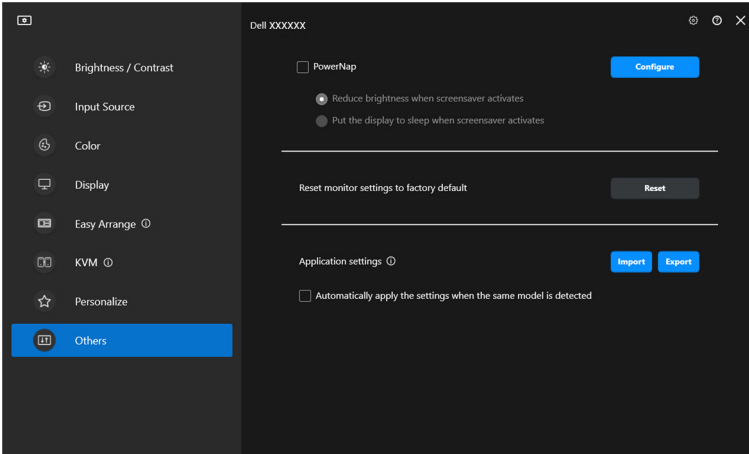 Dell XXXXXX
Brightness / Contrast
Input Source
Color
Display
Easy Arrange
KVM
Personalize
Others
PowerNap
Configure
Reduce brightness when screensaver activates
Put the display to sleep when screensaver activates
Reset monitor settings to factory default
Reset
Application settings
Import
Export
Automatically apply the settings when the same model is detected